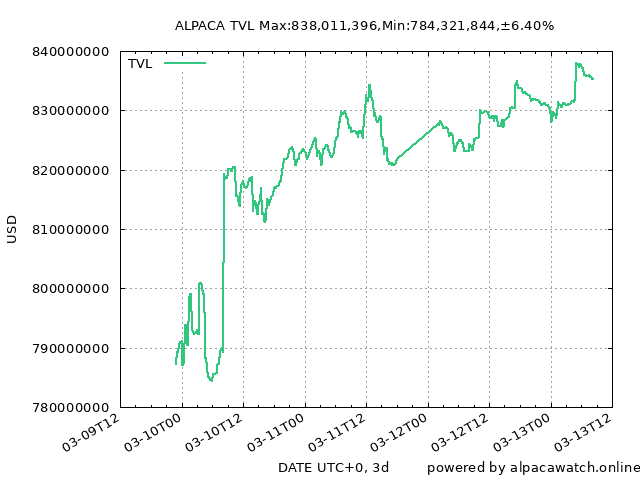 ALPACA TVL Max:838,011,396,Min:784,321,844,±6.40%
TVL
840000000
830000000
820000000
810000000
800000000
790000000
780000000
USD
03-09T12
03-10T00
03-10T12
03-11T00
03-11T12
03-12T00
03-12T12
03-13T00
03-13T12
DATE UTC+0, 3d
powered by alpacawatch.online